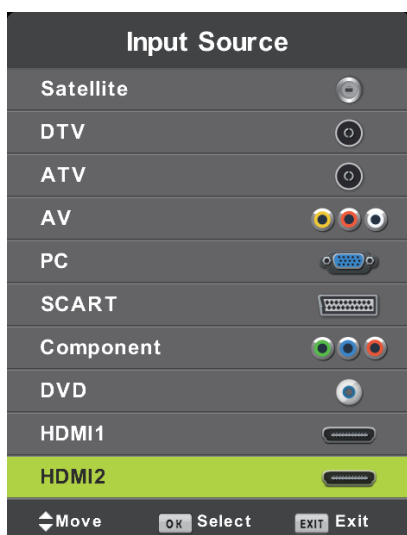 Input Source
Satellite
DTV
ATV
AV
PC
SCART
Component
DVD
HDMI1
HDMI2
Move OK Select EXIT Exit